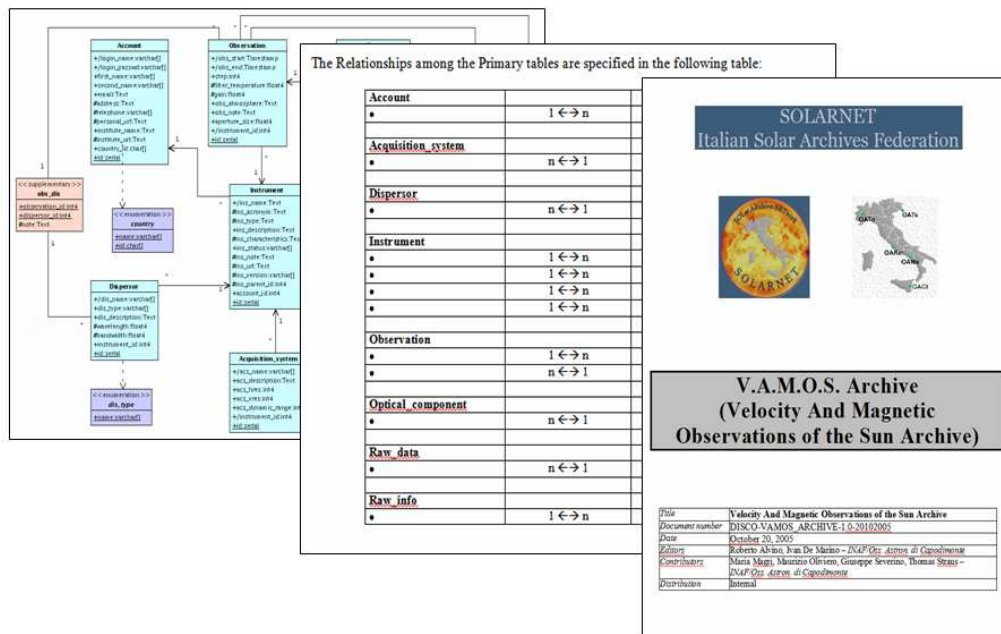 Account
+/login_name:varchar[]
+/login_passwd:varchar[]
+first_name:varchar[]
+second_name:varchar[]
+email:Text
#address:Text
#telephone:varchar[]
#personal_url:Text
+institute_name:Text
#institute_url:Text
+country_id:char[]
+id:serial
Observation
+/obs_start:Timestamp
+/obs_end:Timestamp
+step:int4
#filter_temperature:float4
#gain:float4
+obs_atmosphere:Text
+obs_note:Text
+aperture_size:float4
+/instrument_id:int4
+id:serial
<<supplementary>>
obs_dis
+observation_id:int4
+dispersor_id:int4
#note:Text
<<enumeration>>
country
+name:varchar[]
+id:char[]
Instrument
+/ins_name:Text
#ins_acronym:Text
#ins_type:Text
+ins_description:Text
#ins_characteristics:Text
+ins_status:varchar[]
#ins_note:Text
#ins_url:Text
#ins_version:varchar[]
#ins_parent_id:int4
+account_id:int4
+id:serial
Dispersor
+/dis_name:varchar[]
+dis_type:varchar[]
+dis_description:Text
#wavelength:float4
#bandwidth:float4
+instrument_id:int4
+id:serial
<<enumeration>>
dis_type
+name:varchar[]
Acquisition_system
+/acs_name:varchar[]
+acs_description:Text
+acs_yres:int4
+acs_xres:int4
+acs_dynamic_range:int
+/instrument_id:int4
+id:serial
The Relationships among the Primary tables are specified in the following table:
Account
• 1 ←→ n
Acquisition_system
• n ←→ 1
Dispersor
• n ←→ 1
Instrument
• 1 ←→ n
• 1 ←→ n
• 1 ←→ n
• 1 ←→ n
Observation
• 1 ←→ n
• 1 ←→ n
Optical_component
• n ←→ 1
Raw_data
• n ←→ 1
Raw_info
• 1 ←→ n
SOLARNET
Italian Solar Archives Federation
SOLAR ARCHIVE NETWORK
SOLARNET
OATo
OATs
OACt
V.A.M.O.S. Archive
(Velocity And Magnetic
Observations of the Sun Archive)
Title Velocity And Magnetic Observations of the Sun Archive
Document number DISCO-VAMOS_ARCHIVE-1.0-20102005
Date October 20, 2005
Editors Roberto Alvino, Ivan De Marino – INAF/Oss. Astron. di Capodimonte
Contributors Maria Magrì, Maurizio Oliviero, Giuseppe Severino, Thomas Straus –
INAF/Oss. Astron. di Capodimonte
Distribution Internal